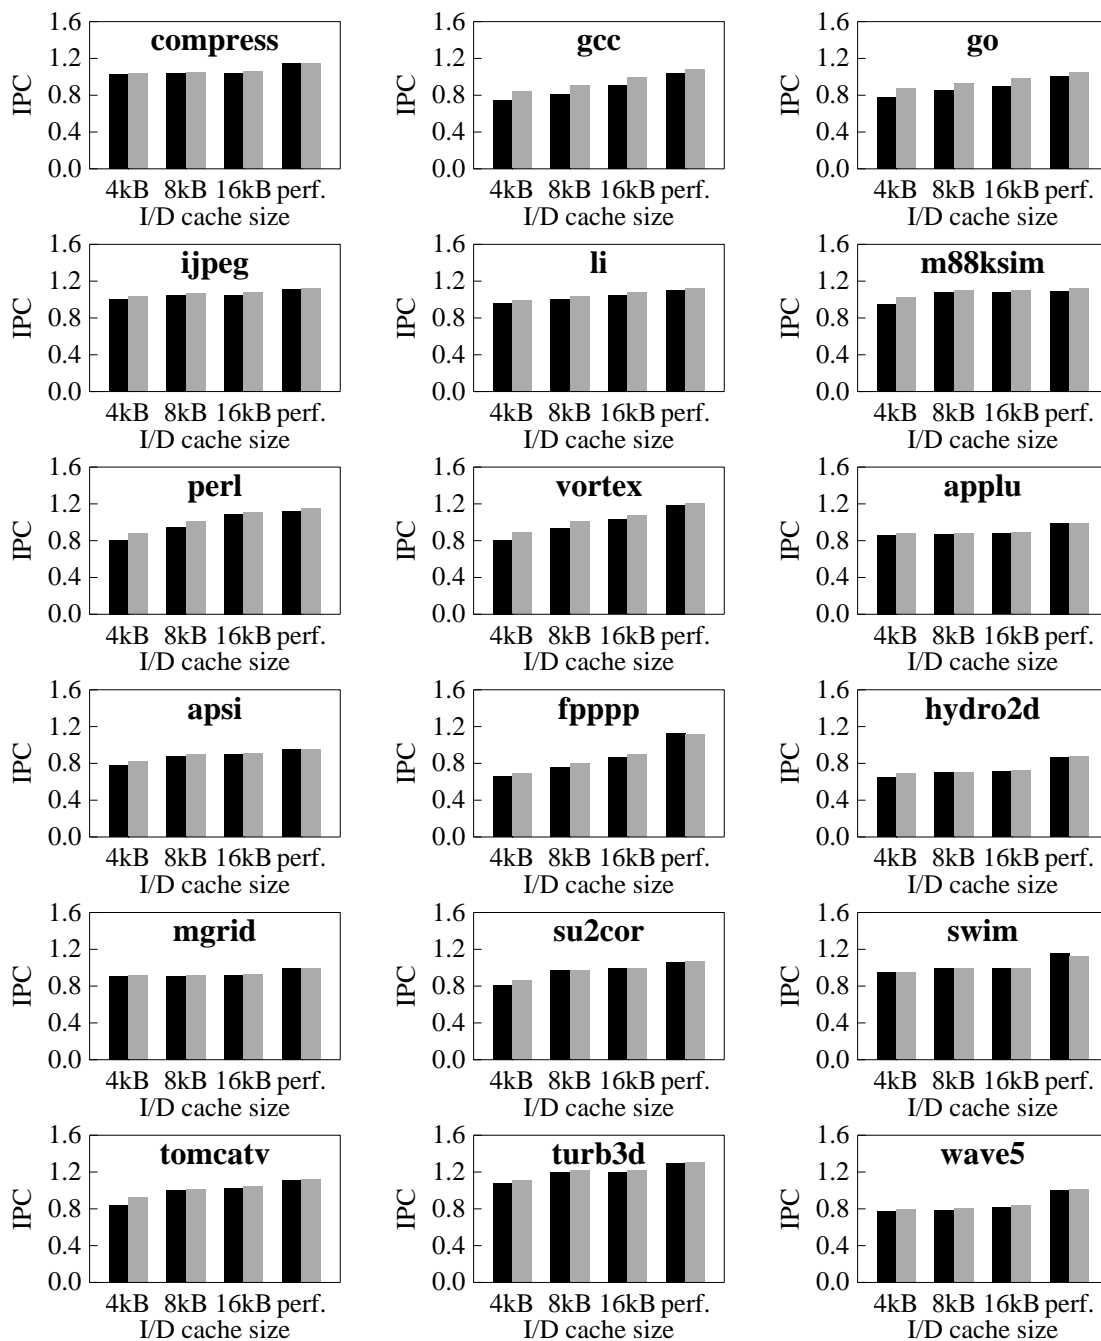 compress
IPC
1.6
1.2
0.8
0.4
0.0
4kB 8kB 16kB perf.
I/D cache size
gcc
IPC
1.6
1.2
0.8
0.4
0.0
4kB 8kB 16kB perf.
I/D cache size
go
IPC
1.6
1.2
0.8
0.4
0.0
4kB 8kB 16kB perf.
I/D cache size
ijpeg
IPC
1.6
1.2
0.8
0.4
0.0
4kB 8kB 16kB perf.
I/D cache size
li
IPC
1.6
1.2
0.8
0.4
0.0
4kB 8kB 16kB perf.
I/D cache size
m88ksim
IPC
1.6
1.2
0.8
0.4
0.0
4kB 8kB 16kB perf.
I/D cache size
perl
IPC
1.6
1.2
0.8
0.4
0.0
4kB 8kB 16kB perf.
I/D cache size
vortex
IPC
1.6
1.2
0.8
0.4
0.0
4kB 8kB 16kB perf.
I/D cache size
applu
IPC
1.6
1.2
0.8
0.4
0.0
4kB 8kB 16kB perf.
I/D cache size
apsi
IPC
1.6
1.2
0.8
0.4
0.0
4kB 8kB 16kB perf.
I/D cache size
fpppp
IPC
1.6
1.2
0.8
0.4
0.0
4kB 8kB 16kB perf.
I/D cache size
hydro2d
IPC
1.6
1.2
0.8
0.4
0.0
4kB 8kB 16kB perf.
I/D cache size
mgrid
IPC
1.6
1.2
0.8
0.4
0.0
4kB 8kB 16kB perf.
I/D cache size
su2cor
IPC
1.6
1.2
0.8
0.4
0.0
4kB 8kB 16kB perf.
I/D cache size
swim
IPC
1.6
1.2
0.8
0.4
0.0
4kB 8kB 16kB perf.
I/D cache size
tomcatv
IPC
1.6
1.2
0.8
0.4
0.0
4kB 8kB 16kB perf.
I/D cache size
turb3d
IPC
1.6
1.2
0.8
0.4
0.0
4kB 8kB 16kB perf.
I/D cache size
wave5
IPC
1.6
1.2
0.8
0.4
0.0
4kB 8kB 16kB perf.
I/D cache size